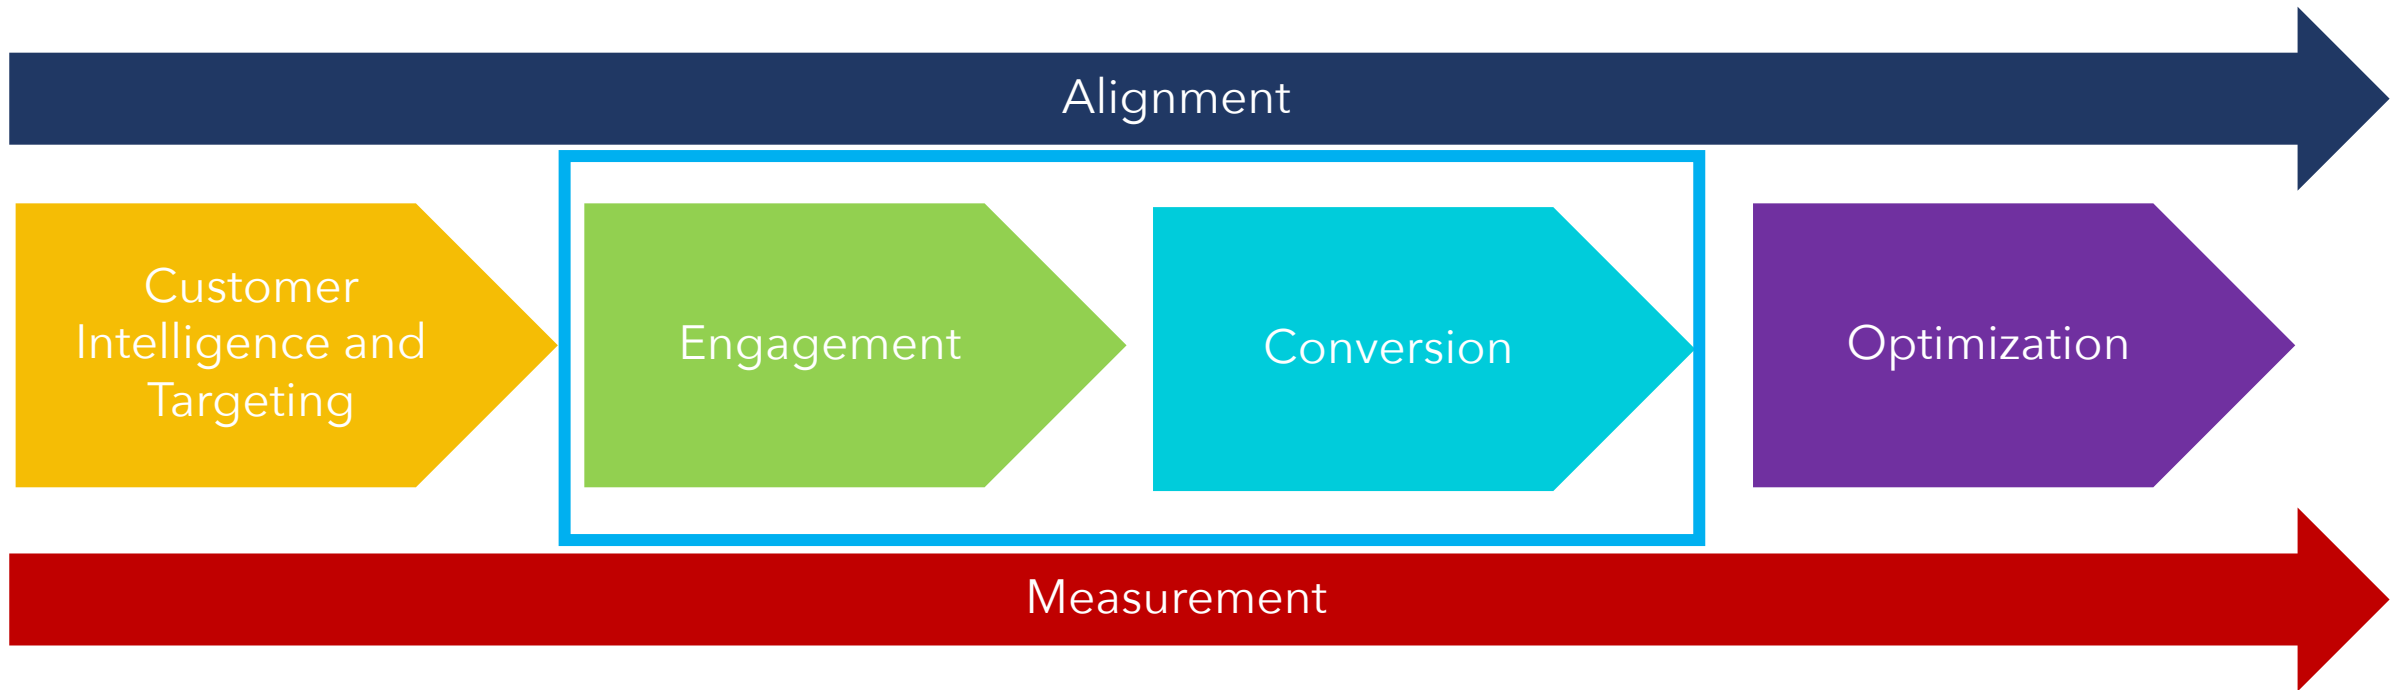 Alignment
Customer
Intelligence and
Targeting
Engagement
Conversion
Optimization
Measurement